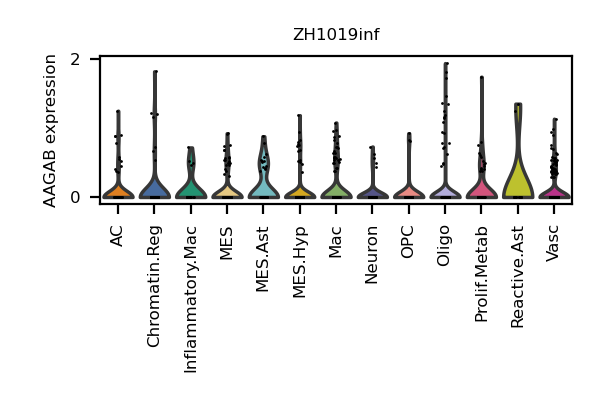 ZH1019inf
AAGAB expression
2
0
AC
Chromatin.Reg
Inflammatory.Mac
MES
MES.Ast
MES.Hyp
Mac
Neuron
OPC
Oligo
Prolif.Metab
Reactive.Ast
Vasc